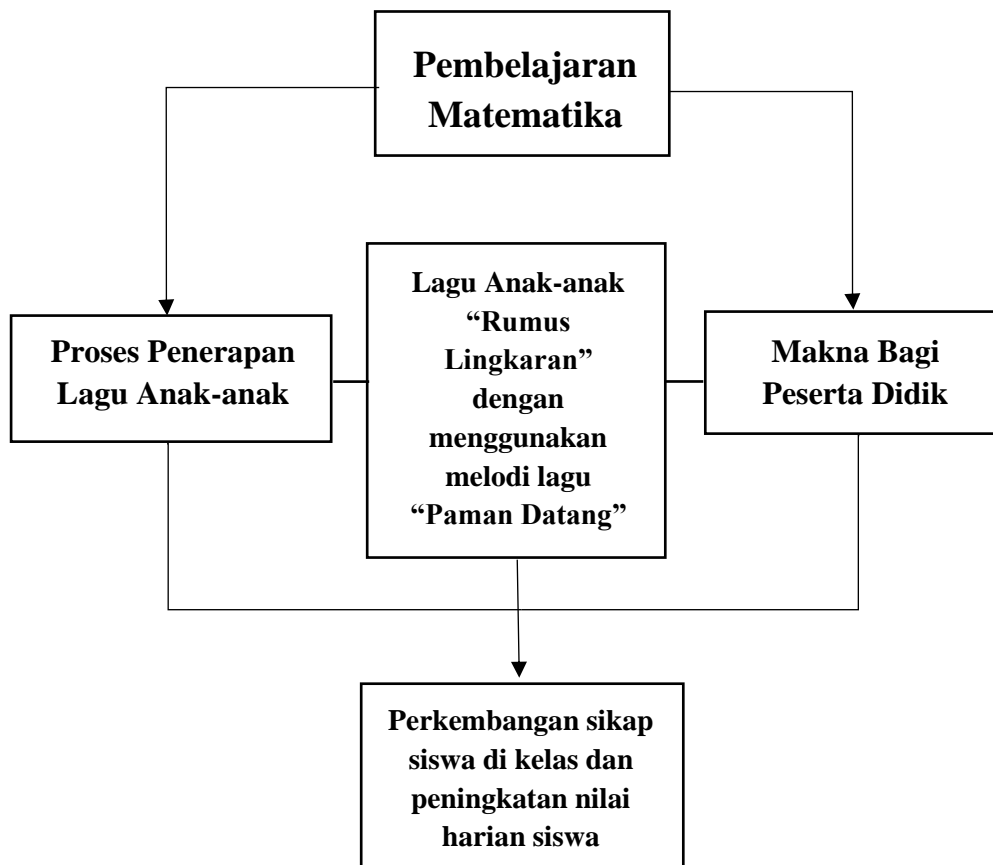 Pembelajaran
Matematika
Proses Penerapan
Lagu Anak-anak
Lagu Anak-anak
“Rumus
Lingkaran”
dengan
menggunakan
melodi lagu
“Paman Datang”
Makna Bagi
Peserta Didik
Perkembangan sikap
siswa di kelas dan
peningkatan nilai
harian siswa